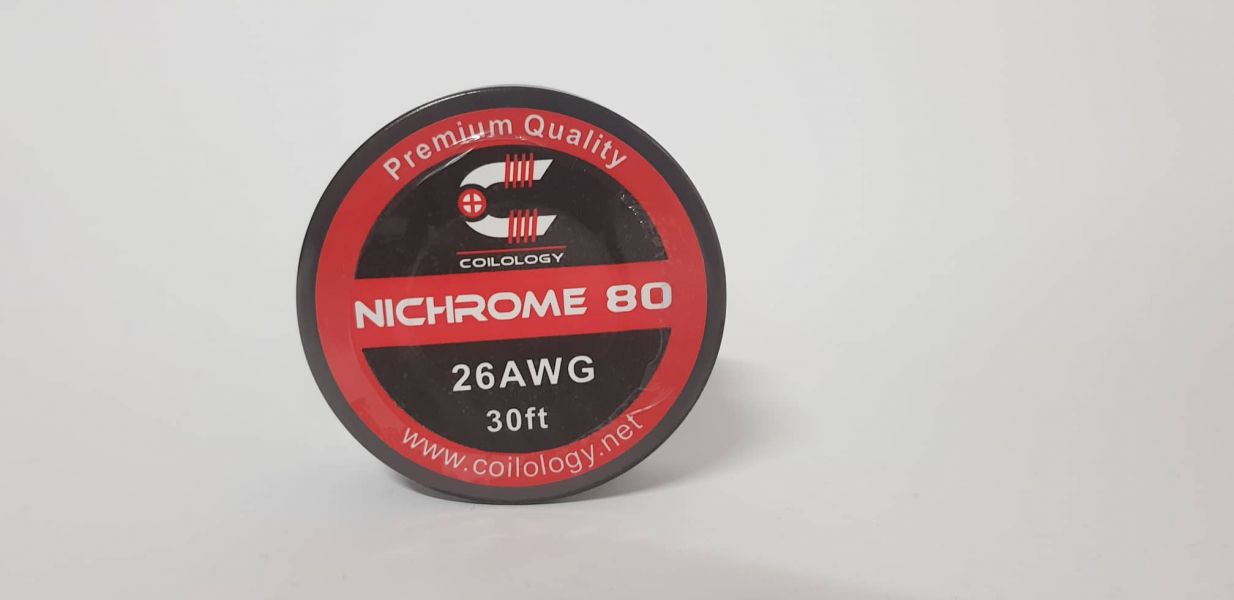 Premium Quality
COILOLOGY
NICHROME 80
26AWG
30ft
www.coilology.net